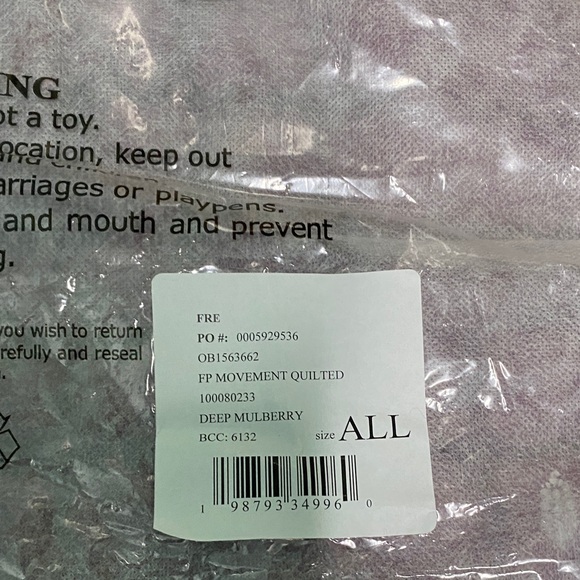 ING
ot a toy.
ocation, keep out
arriages or playpens.
and mouth and prevent
g.
you wish to return
refully and reseal
FRE
PO #: 0005929536
OB1563662
FP MOVEMENT QUILTED
100080233
DEEP MULBERRY
BCC: 6132 size ALL
1 98793 34996 0